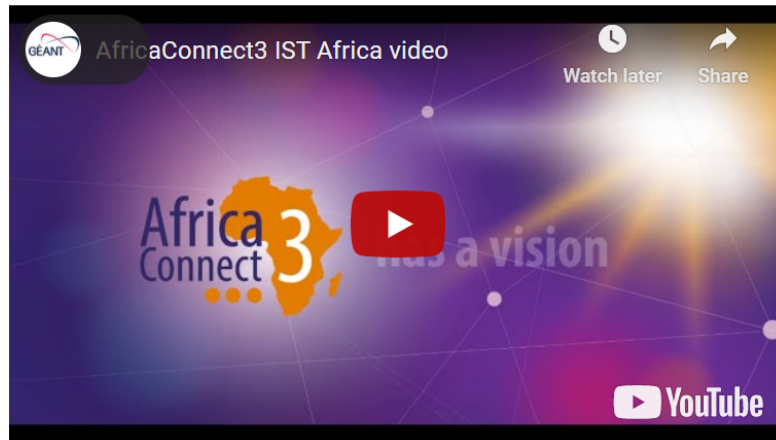 GÉANT
AfricaConnect3 IST Africa video
Watch later
Share
Africa
Connect
3
has a vision
YouTube